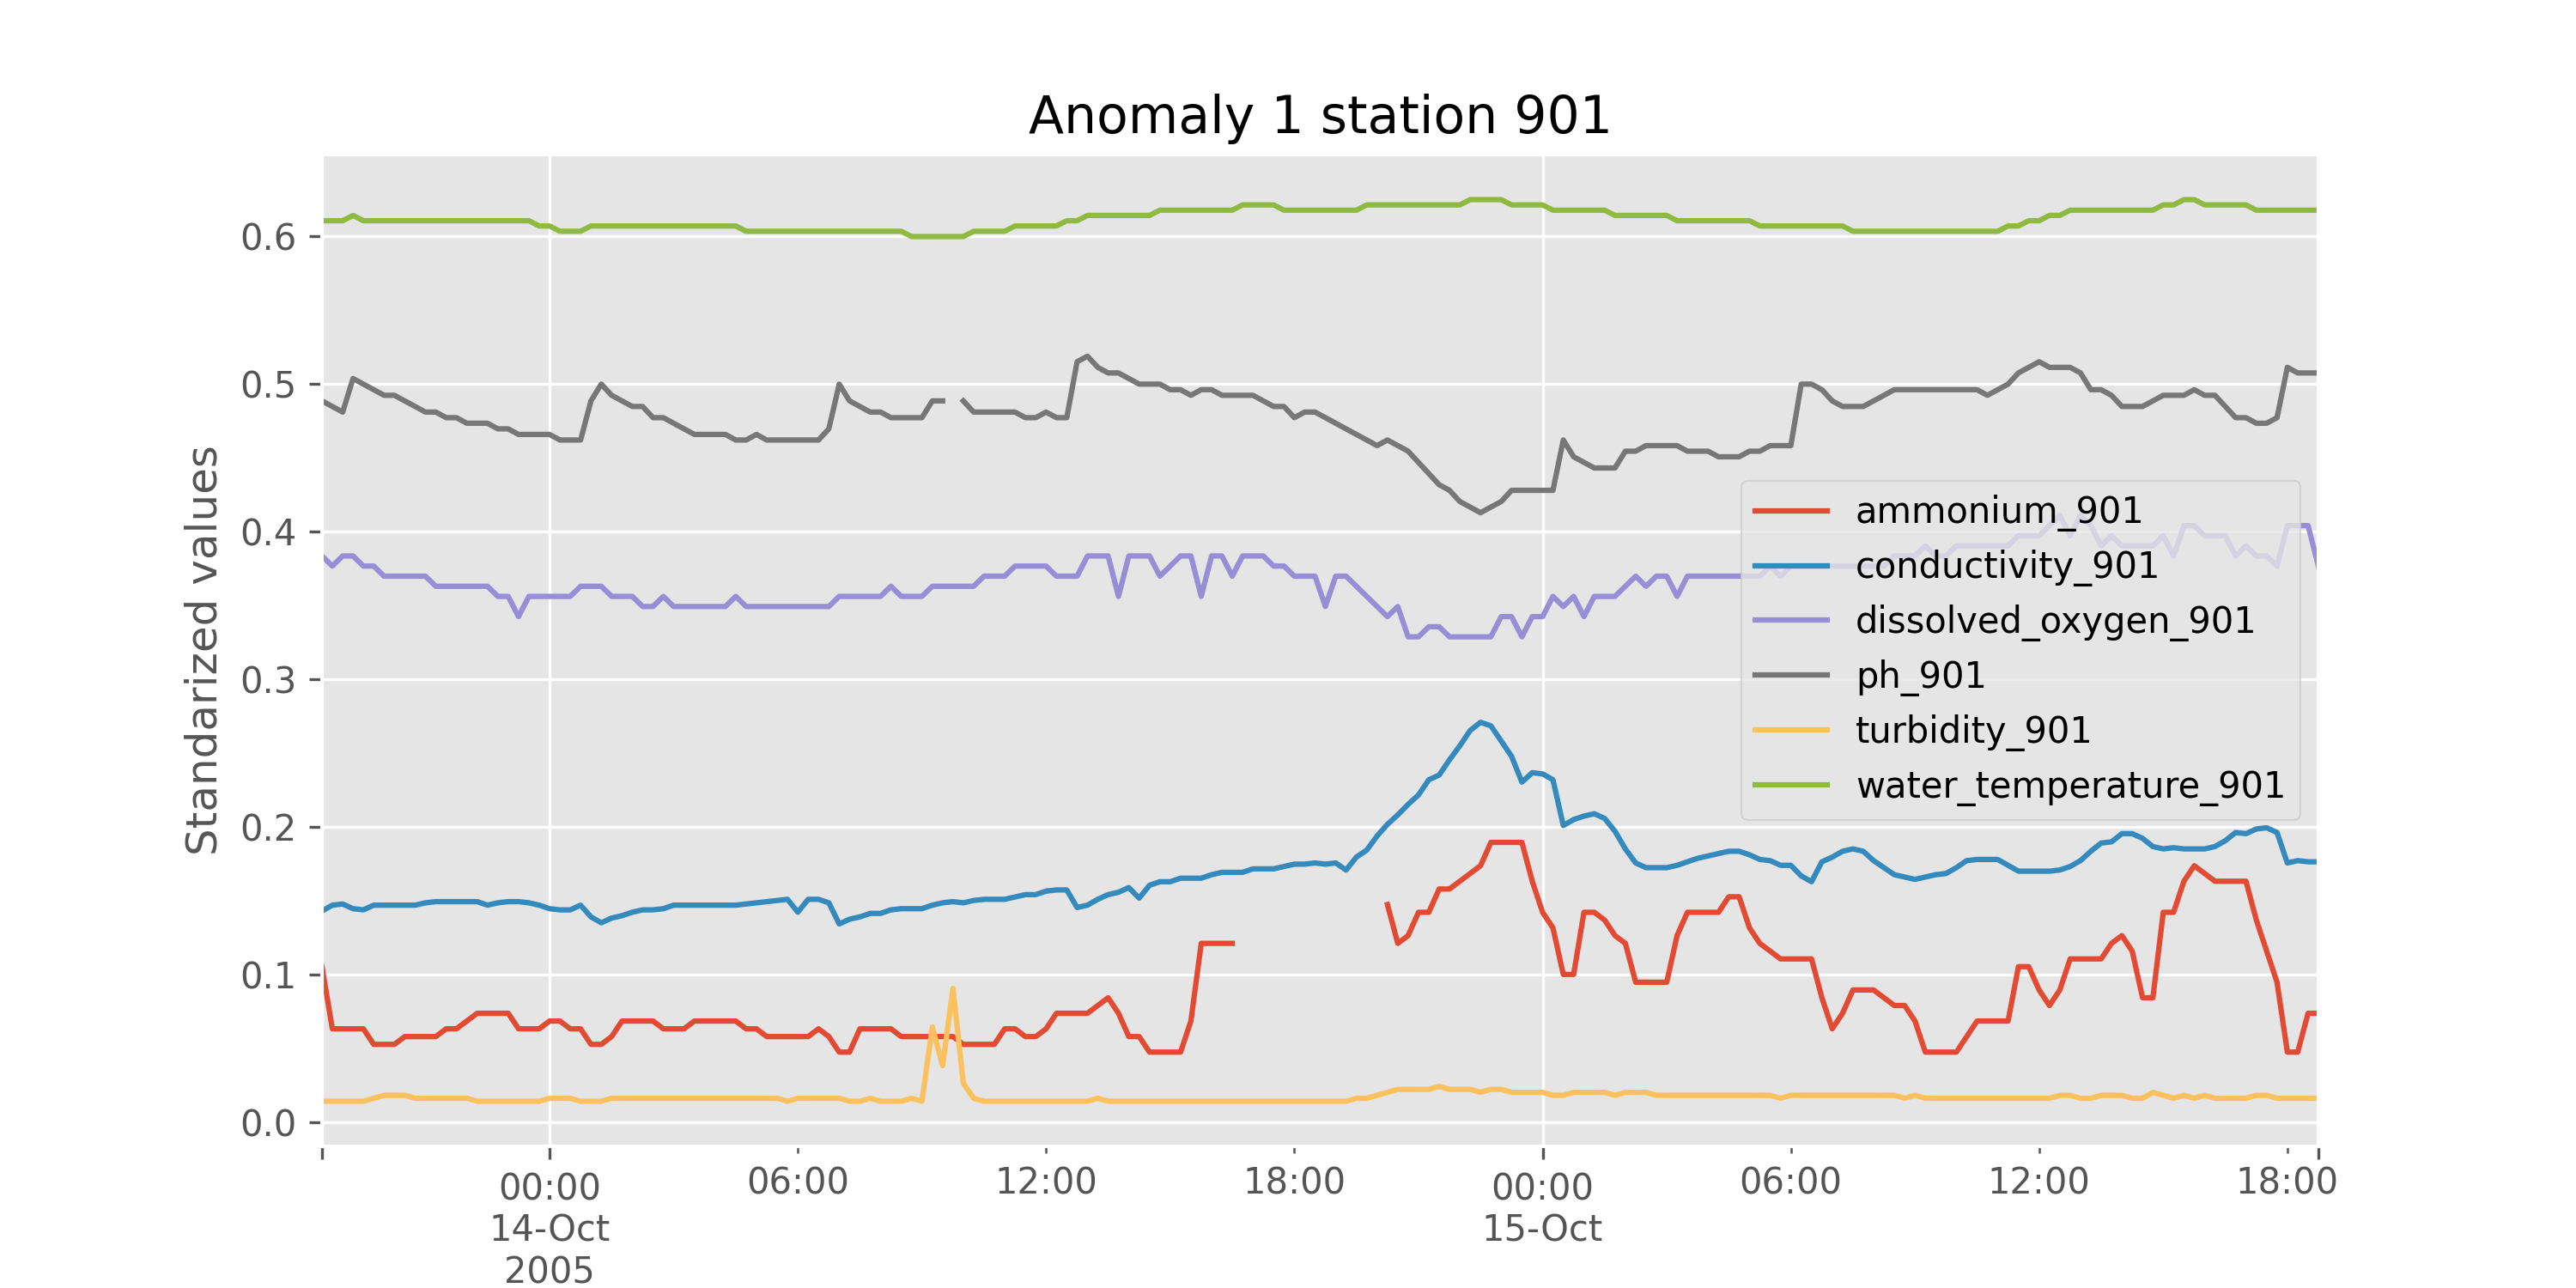 Anomaly 1 station 901
Standarized values
0.6
0.5
0.4
0.3
0.2
0.1
0.0
ammonium_901
conductivity_901
dissolved_oxygen_901
ph_901
turbidity_901
water_temperature_901
00:00 06:00 12:00 18:00 00:00 06:00 12:00 18:00
14-Oct 15-Oct
2005